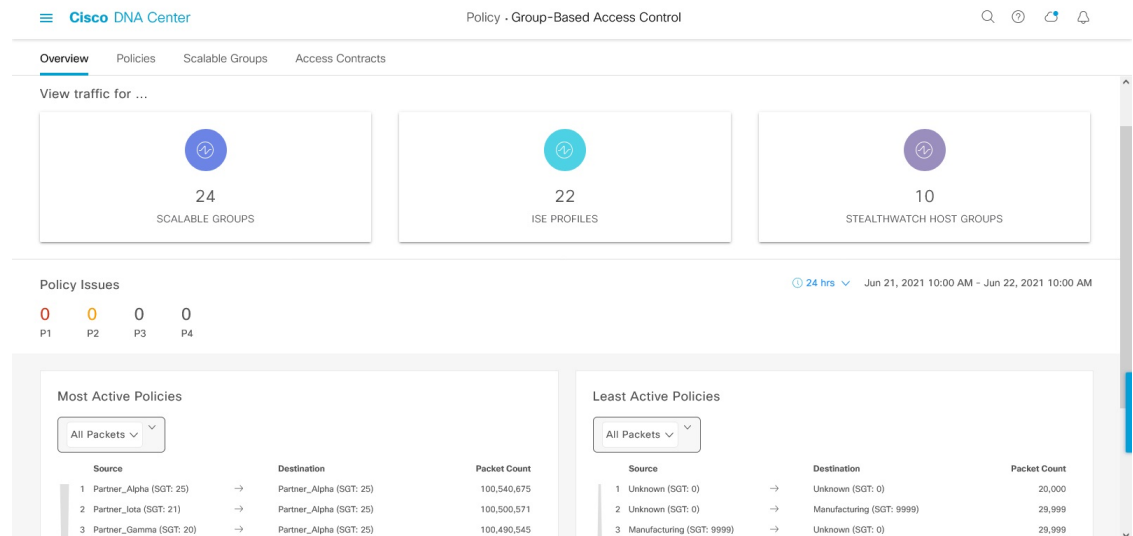 Cisco DNA Center
Policy · Group-Based Access Control
Overview Policies Scalable Groups Access Contracts
View traffic for ...
24
SCALABLE GROUPS
22
ISE PROFILES
10
STEALTHWATCH HOST GROUPS
Policy Issues
24 hrs Jun 21, 2021 10:00 AM - Jun 22, 2021 10:00 AM
0 0 0 0
P1 P2 P3 P4
Most Active Policies
All Packets
Source Destination Packet Count
1 Partner_Alpha (SGT: 25) → Partner_Alpha (SGT: 25) 100,540,675
2 Partner_Iota (SGT: 21) → Partner_Alpha (SGT: 25) 100,500,571
3 Partner_Gamma (SGT: 20) → Partner_Alpha (SGT: 25) 100,490,545
Least Active Policies
All Packets
Source Destination Packet Count
1 Unknown (SGT: 0) → Unknown (SGT: 0) 20,000
2 Unknown (SGT: 0) → Manufacturing (SGT: 9999) 29,999
3 Manufacturing (SGT: 9999) → Unknown (SGT: 0) 29,999